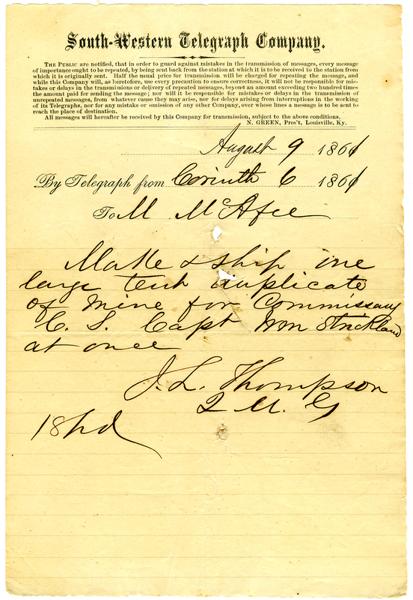 South-Western Telegraph Company.
The Public are notified, that in order to guard against mistakes in the transmission of messages, every message
of importance ought to be repeated, by being sent back from the station at which it is to be received to the station from
which it is originally sent. Half the usual price for transmission will be charged for repeating the message, and
while this Company will, as heretofore, use every precaution to ensure correctness, it will not be responsible for mis-
takes or delays in the transmissions or delivery of repeated messages, beyond an amount exceeding two hundred times
the amount paid for sending the message; nor will it be responsible for mistakes or delays in the transmission of
unrepeated messages, from whatever cause they may arise, nor for delays arising from interruptions in the working
of its Telegraphs, nor for any mistake or omission of any other Company, over whose lines a message is to be sent
to reach the place of destination.
All messages will hereafter be received by this Company for transmission, subject to the above conditions.
N. GREEN, Pres't, Louisville, Ky.
August 9 1861
By Telegraph from Corinth 6 1861
To M McAfee
Make & ship one
large tent duplicate
of mine for Commissary
C. S. Capt Wm Strickland
at once
J. L. Thompson
Q M. G
18 pd